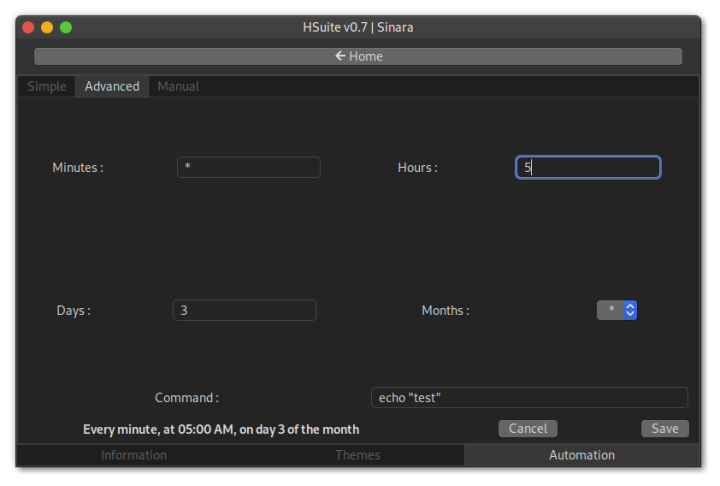 HSuite v0.7 | Sinara
← Home
Simple Advanced Manual
Minutes : * Hours : 5
Days : 3 Months : *
Command : echo "test"
Every minute, at 05:00 AM, on day 3 of the month Cancel Save
Information Themes Automation